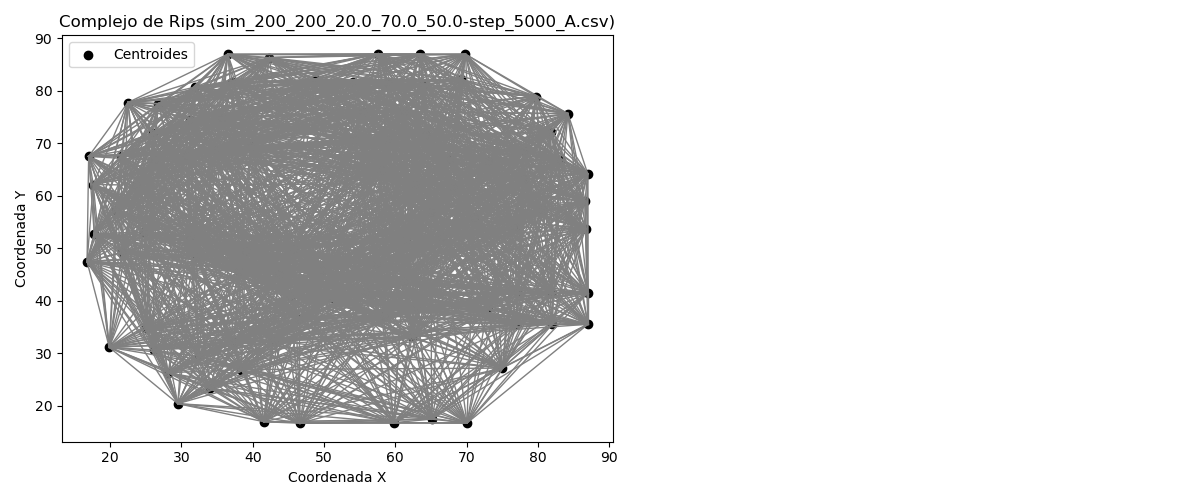 Complejo de Rips (sim_200_200_20.0_70.0_50.0-step_5000_A.csv)
Centroides
Coordenada Y
90
80
70
60
50
40
30
20
20 30 40 50 60 70 80 90
Coordenada X